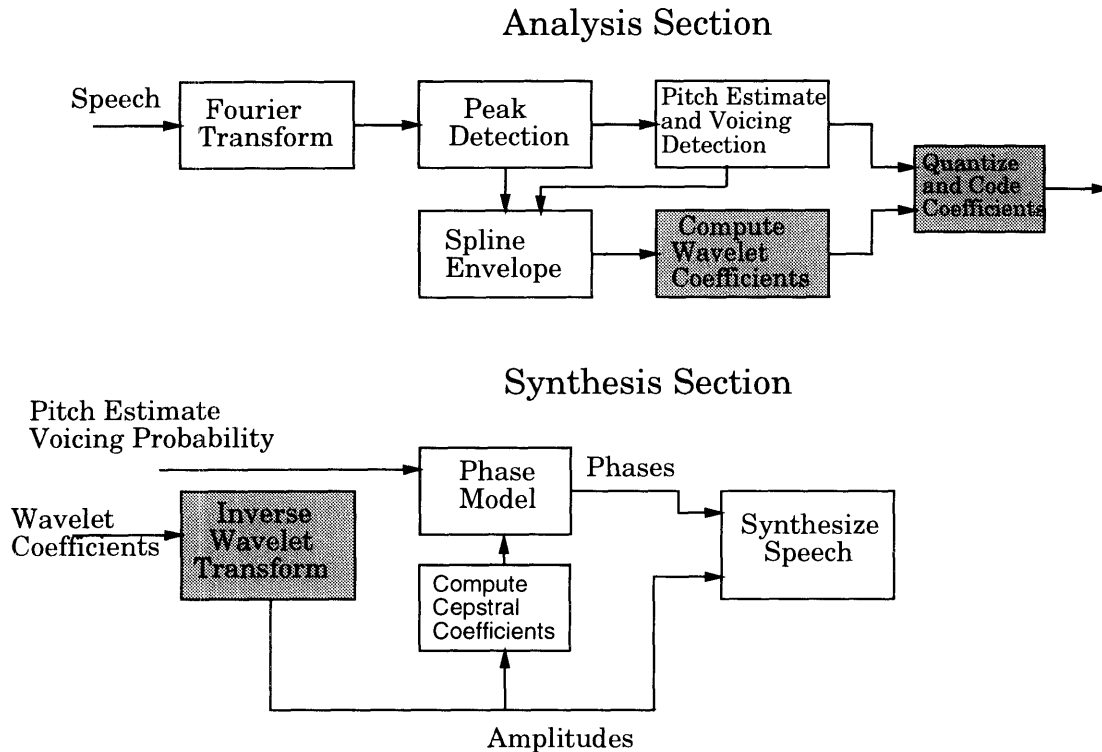 Analysis Section
Speech
Fourier
Transform
Peak
Detection
Pitch Estimate
and Voicing
Detection
Quantize
and Code
Coefficients
Spline
Envelope
Compute
Wavelet
Coefficients
Synthesis Section
Pitch Estimate
Voicing Probability
Phase
Model
Phases
Wavelet
Coefficients
Inverse
Wavelet
Transform
Synthesize
Speech
Compute
Cepstral
Coefficients
Amplitudes